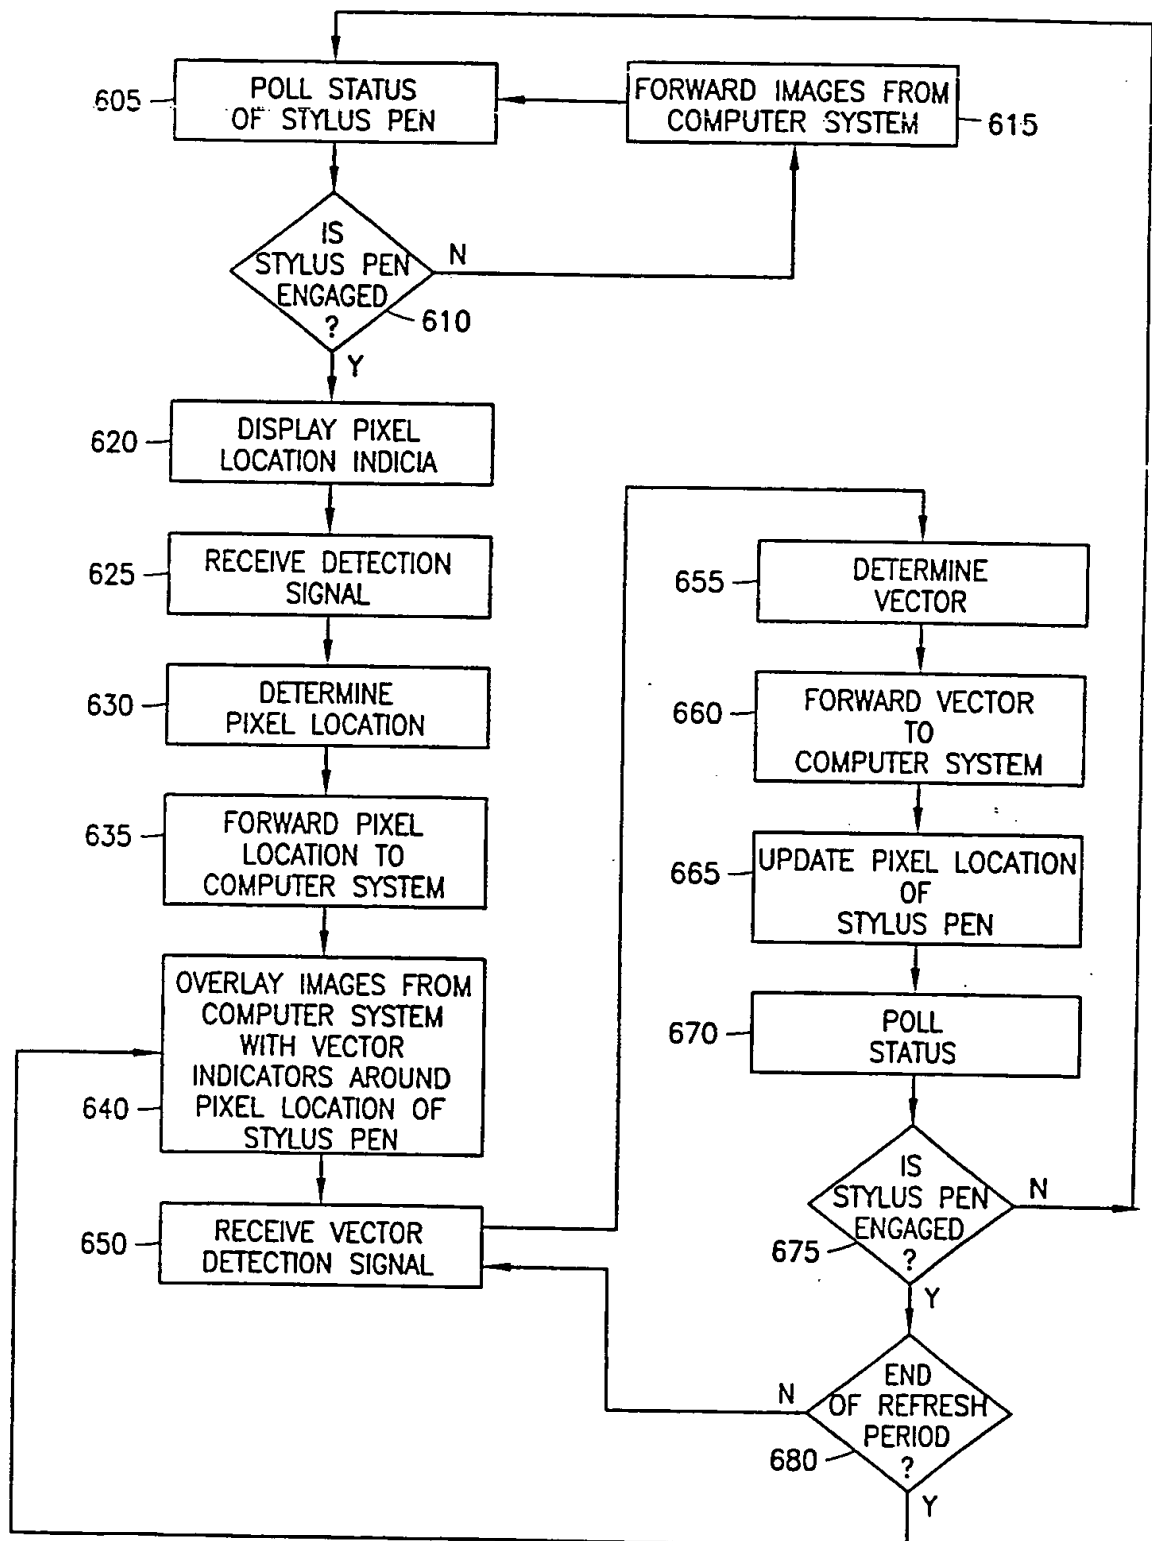 605
POLL STATUS
OF STYLUS PEN
FORWARD IMAGES FROM
COMPUTER SYSTEM
615
IS
STYLUS PEN
ENGAGED
?
610
N
Y
620
DISPLAY PIXEL
LOCATION INDICIA
625
RECEIVE DETECTION
SIGNAL
630
DETERMINE
PIXEL LOCATION
635
FORWARD PIXEL
LOCATION TO
COMPUTER SYSTEM
640
OVERLAY IMAGES FROM
COMPUTER SYSTEM
WITH VECTOR
INDICATORS AROUND
PIXEL LOCATION OF
STYLUS PEN
650
RECEIVE VECTOR
DETECTION SIGNAL
655
DETERMINE
VECTOR
660
FORWARD VECTOR
TO
COMPUTER SYSTEM
665
UPDATE PIXEL LOCATION
OF
STYLUS PEN
670
POLL
STATUS
IS
STYLUS PEN
ENGAGED
?
675
N
Y
END
OF REFRESH
PERIOD
?
680
N
Y